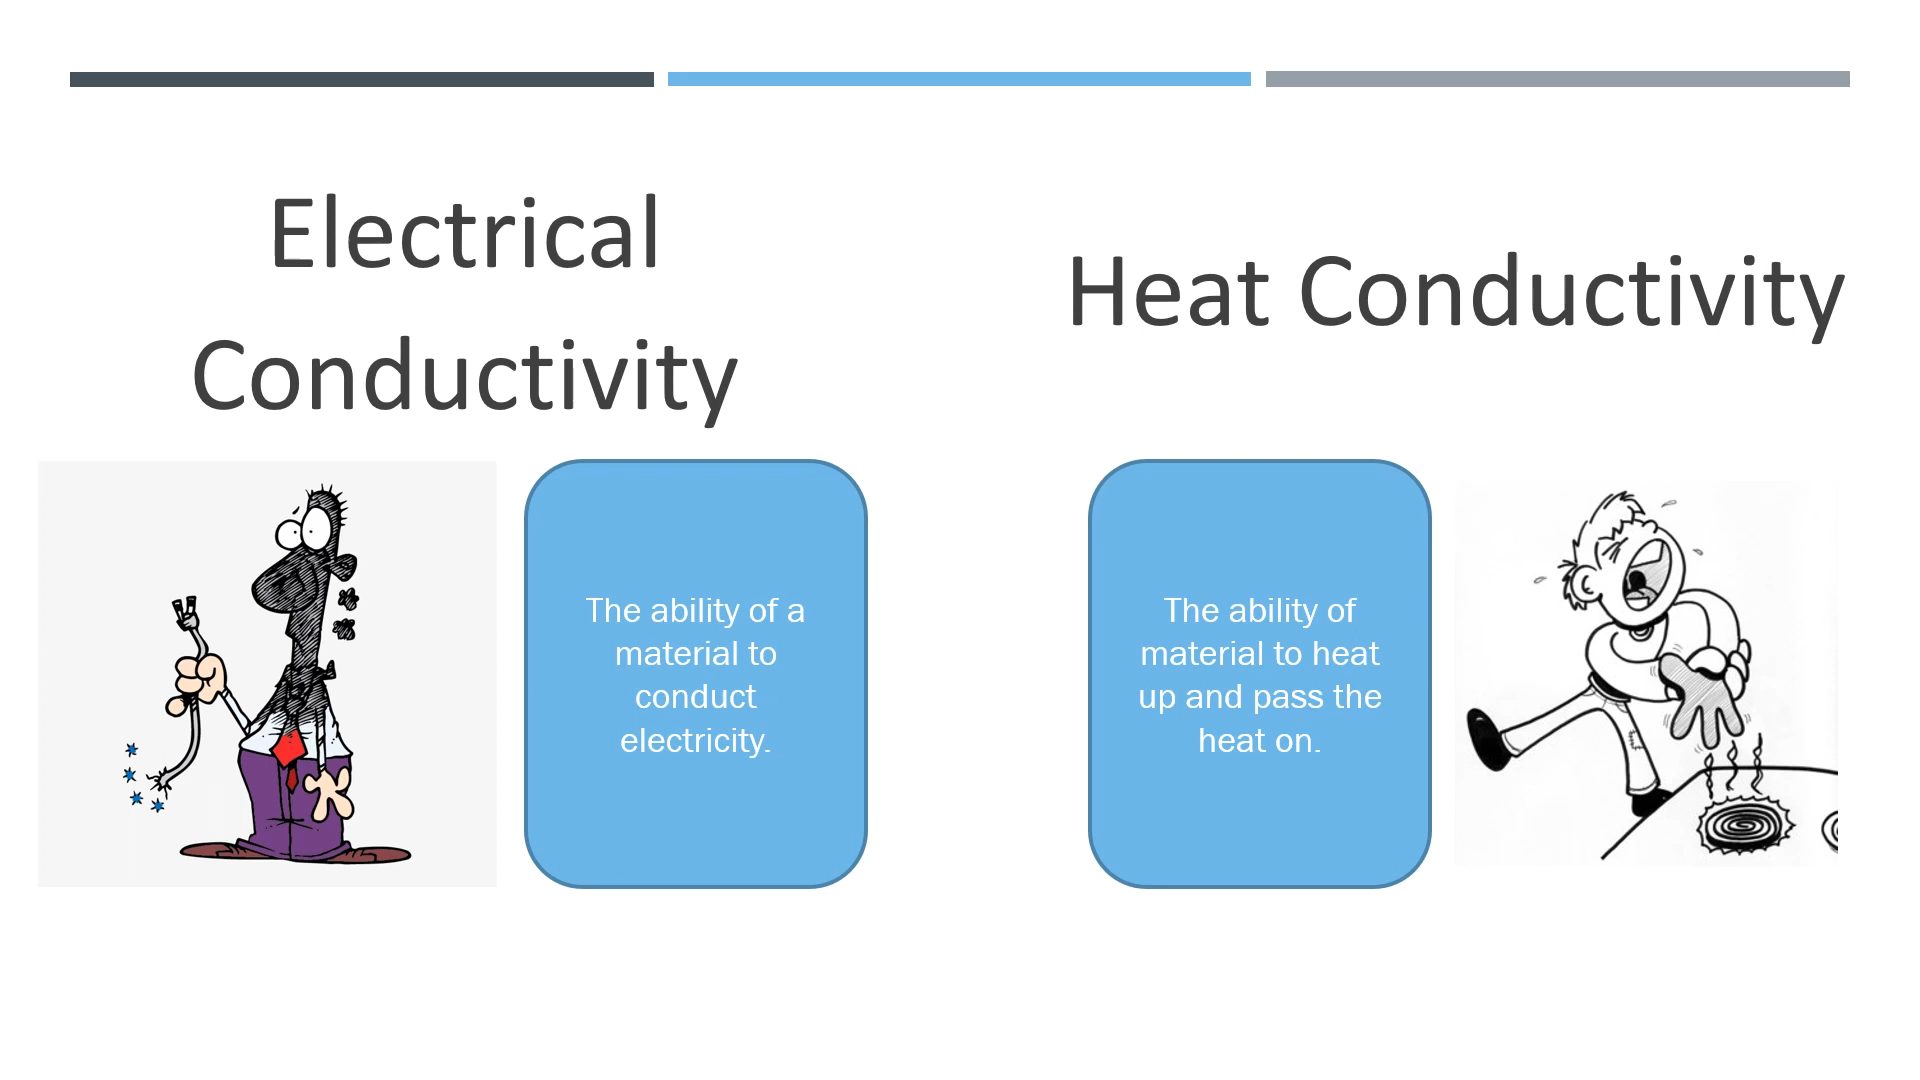 Electrical
Conductivity
Heat Conductivity
The ability of a
material to
conduct
electricity.
The ability of
material to heat
up and pass the
heat on.